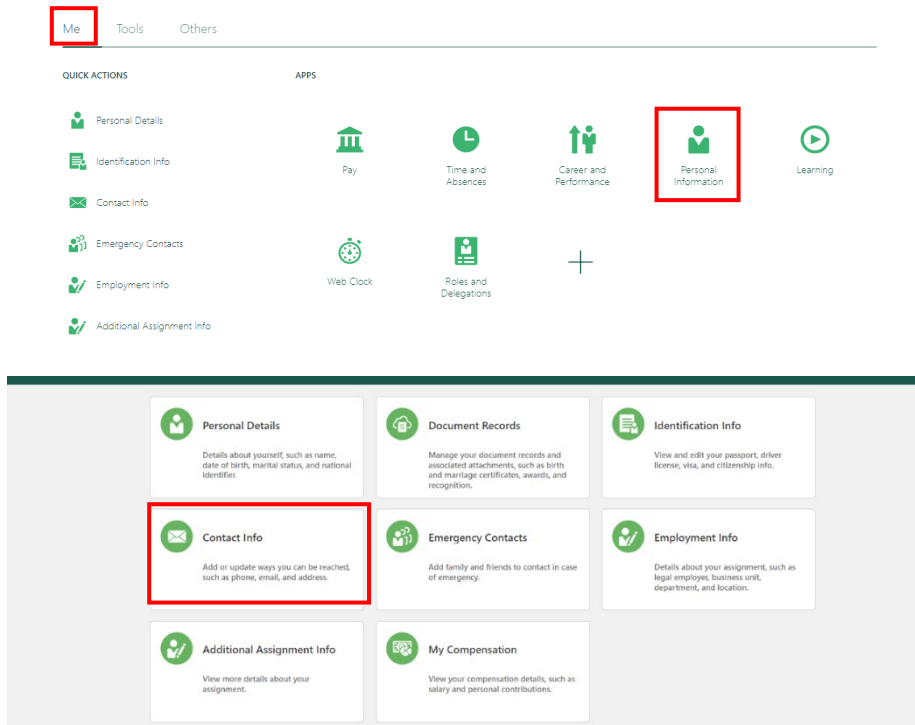 Me Tools Others
QUICK ACTIONS APPS
Personal Details
Identification Info
Contact Info
Emergency Contacts
Employment Info
Additional Assignment Info
Pay
Time and
Absences
Career and
Performance
Personal
Information
Learning
Web Clock
Roles and
Delegations
Personal Details
Details about yourself, such as name,
date of birth, marital status, and national
identifier.
Document Records
Manage your document records and
associated attachments, such as birth
and marriage certificates, awards, and
recognition.
Identification Info
View and edit your passport, driver
license, visa, and citizenship info.
Contact Info
Add or update ways you can be reached,
such as phone, email, and address.
Emergency Contacts
Add family and friends to contact in case
of emergency.
Employment Info
Details about your assignment, such as
legal employer, business unit,
department, and location.
Additional Assignment Info
View more details about your
assignment.
My Compensation
View your compensation details, such as
salary and personal contributions.